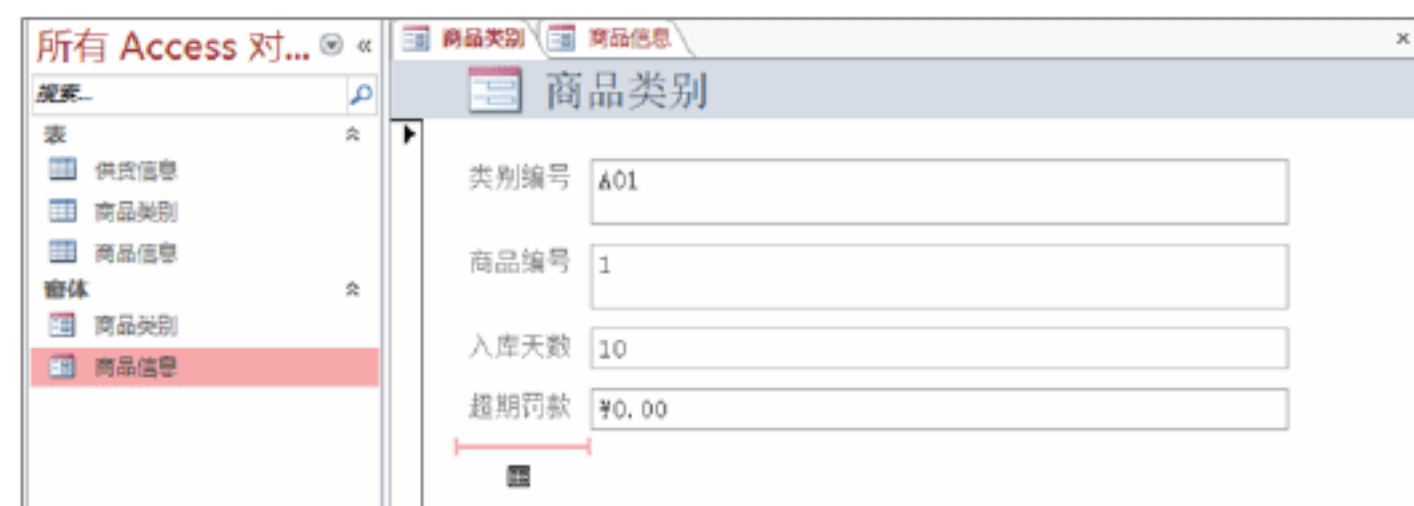 所有 Access 对...
搜索...
表
供货信息
商品类别
商品信息
窗体
商品类别
商品信息
商品类别 商品信息
商品类别
类别编号 A01
商品编号 1
入库天数 10
超期罚款 ¥0.00